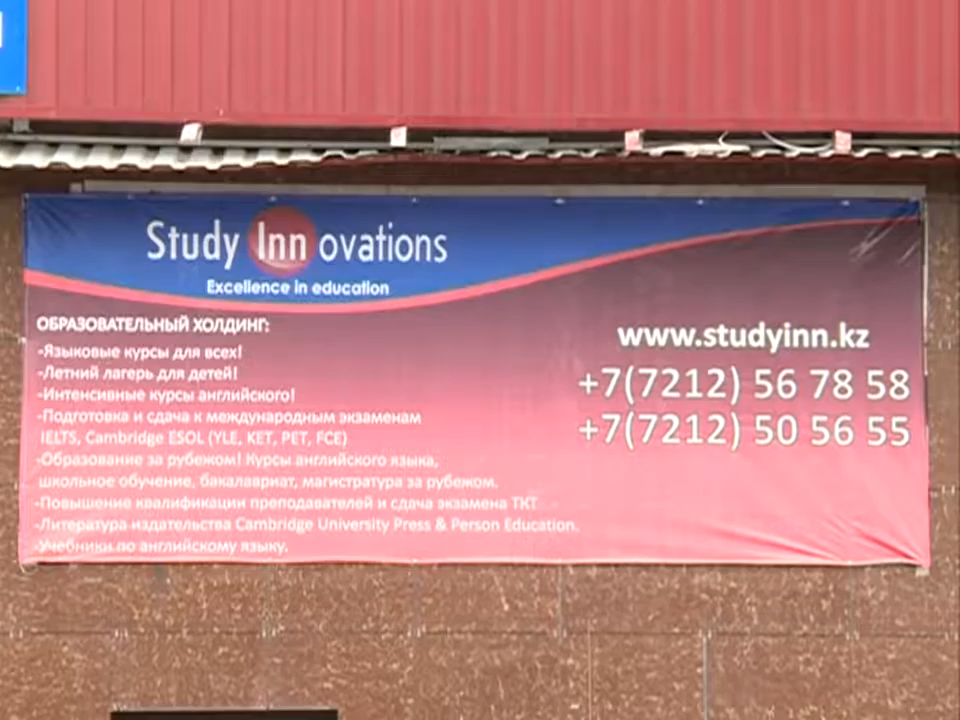 Study Innovations
Excellence in education
ОБРАЗОВАТЕЛЬНЫЙ ХОЛДИНГ:
-Языковые курсы для всех!
-Летний лагерь для детей!
-Интенсивные курсы английского!
-Подготовка и сдача к международным экзаменам
IELTS, Cambridge ESOL (YLE, KET, PET, FCE)
-Образование за рубежом! Курсы английского языка,
школьное обучение, бакалавриат, магистратура за рубежом.
-Повышение квалификации преподавателей и сдача экзамена ТКТ
-Литература издательства Cambridge University Press & Person Education.
-Учебники по английскому языку.
www.studyinn.kz
+7(7212) 56 78 58
+7(7212) 50 56 55